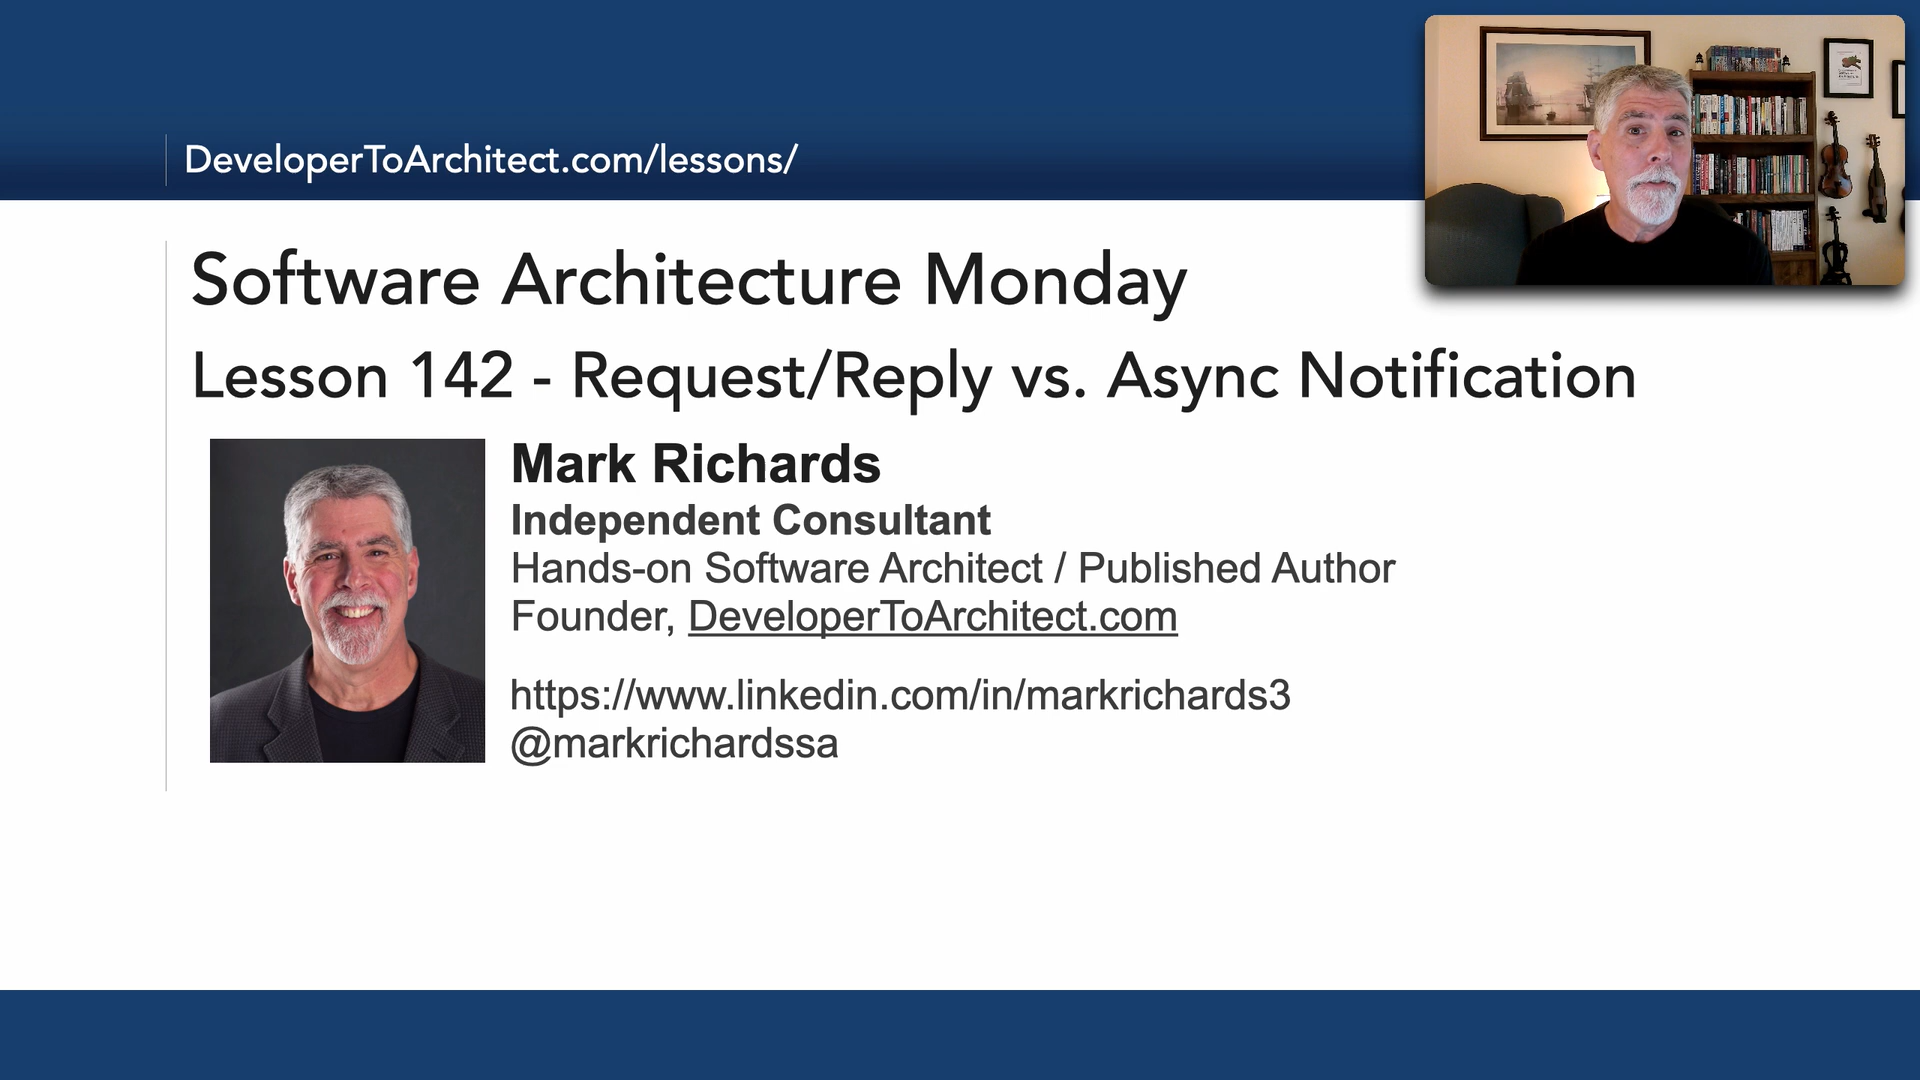 DeveloperToArchitect.com/lessons/
Software Architecture Monday
Lesson 142 - Request/Reply vs. Async Notification
Mark Richards
Independent Consultant
Hands-on Software Architect / Published Author
Founder, DeveloperToArchitect.com
https://www.linkedin.com/in/markrichards3
@markrichardssa